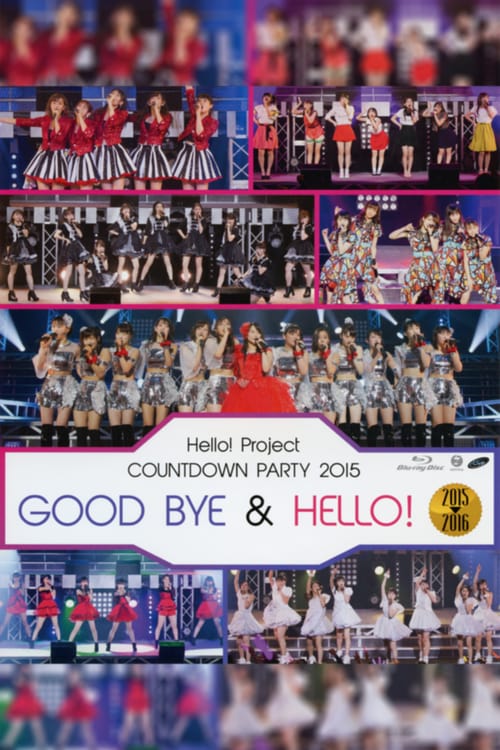 Hello! Project
COUNTDOWN PARTY 2015
GOOD BYE & HELLO!
Blu-ray Disc
2015
2016